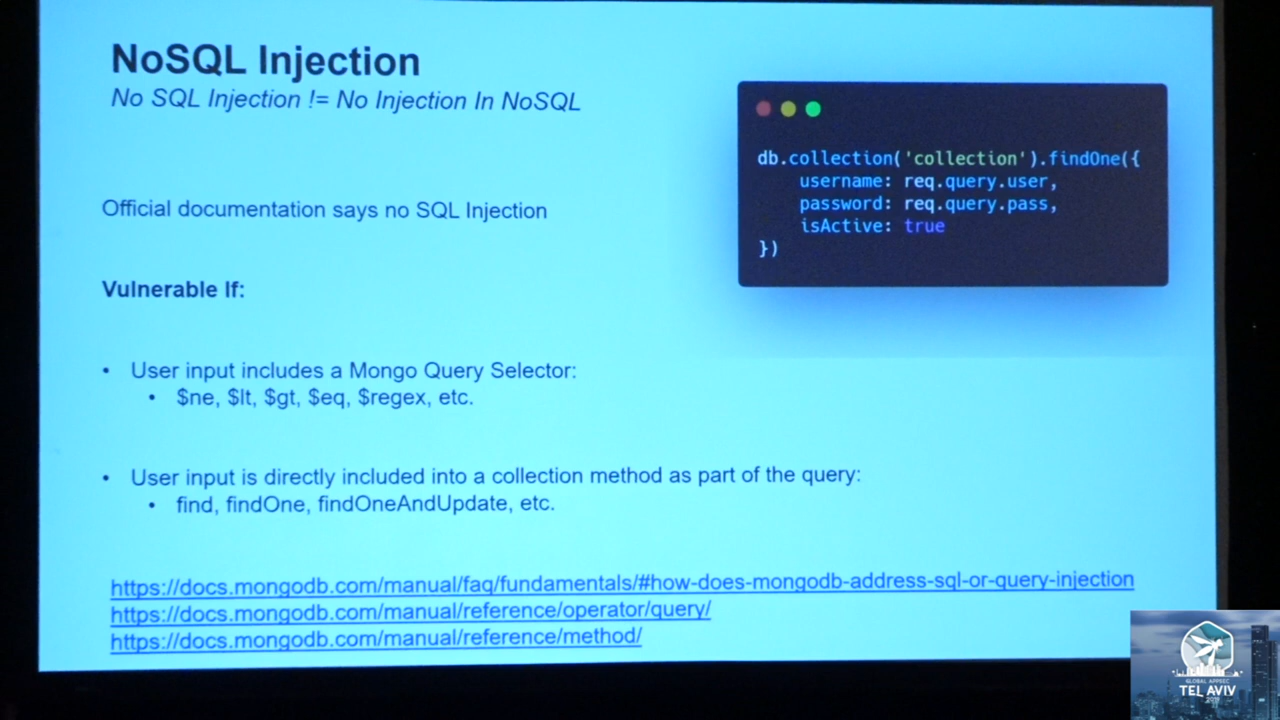 NoSQL Injection
No SQL Injection != No Injection In NoSQL
db.collection('collection').findOne({
username: req.query.user,
password: req.query.pass,
isActive: true
})
Official documentation says no SQL Injection
Vulnerable If:
• User input includes a Mongo Query Selector:
• $ne, $lt, $gt, $eq, $regex, etc.
• User input is directly included into a collection method as part of the query:
• find, findOne, findOneAndUpdate, etc.
https://docs.mongodb.com/manual/faq/fundamentals/#how-does-mongodb-address-sql-or-query-injection
https://docs.mongodb.com/manual/reference/operator/query/
https://docs.mongodb.com/manual/reference/method/
GLOBAL APPSEC
TEL AVIV
2019